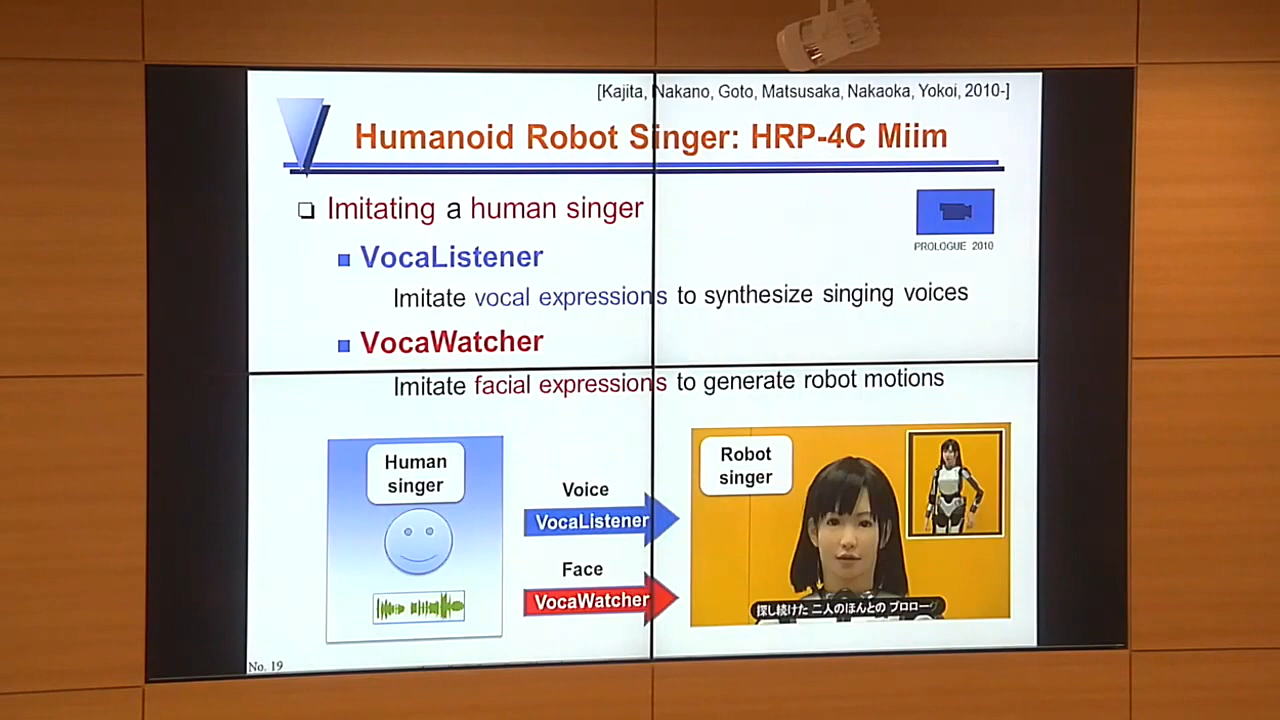 [Kajita, Nakano, Goto, Matsusaka, Nakaoka, Yokoi, 2010-]
Humanoid Robot Singer: HRP-4C Miim
Imitating a human singer
PROLOGUE 2010
VocaListener
Imitate vocal expressions to synthesize singing voices
VocaWatcher
Imitate facial expressions to generate robot motions
Human
singer
Voice
VocaListener
Face
VocaWatcher
Robot
singer
探し続けた 二人のほんとの プロローグ
No. 19